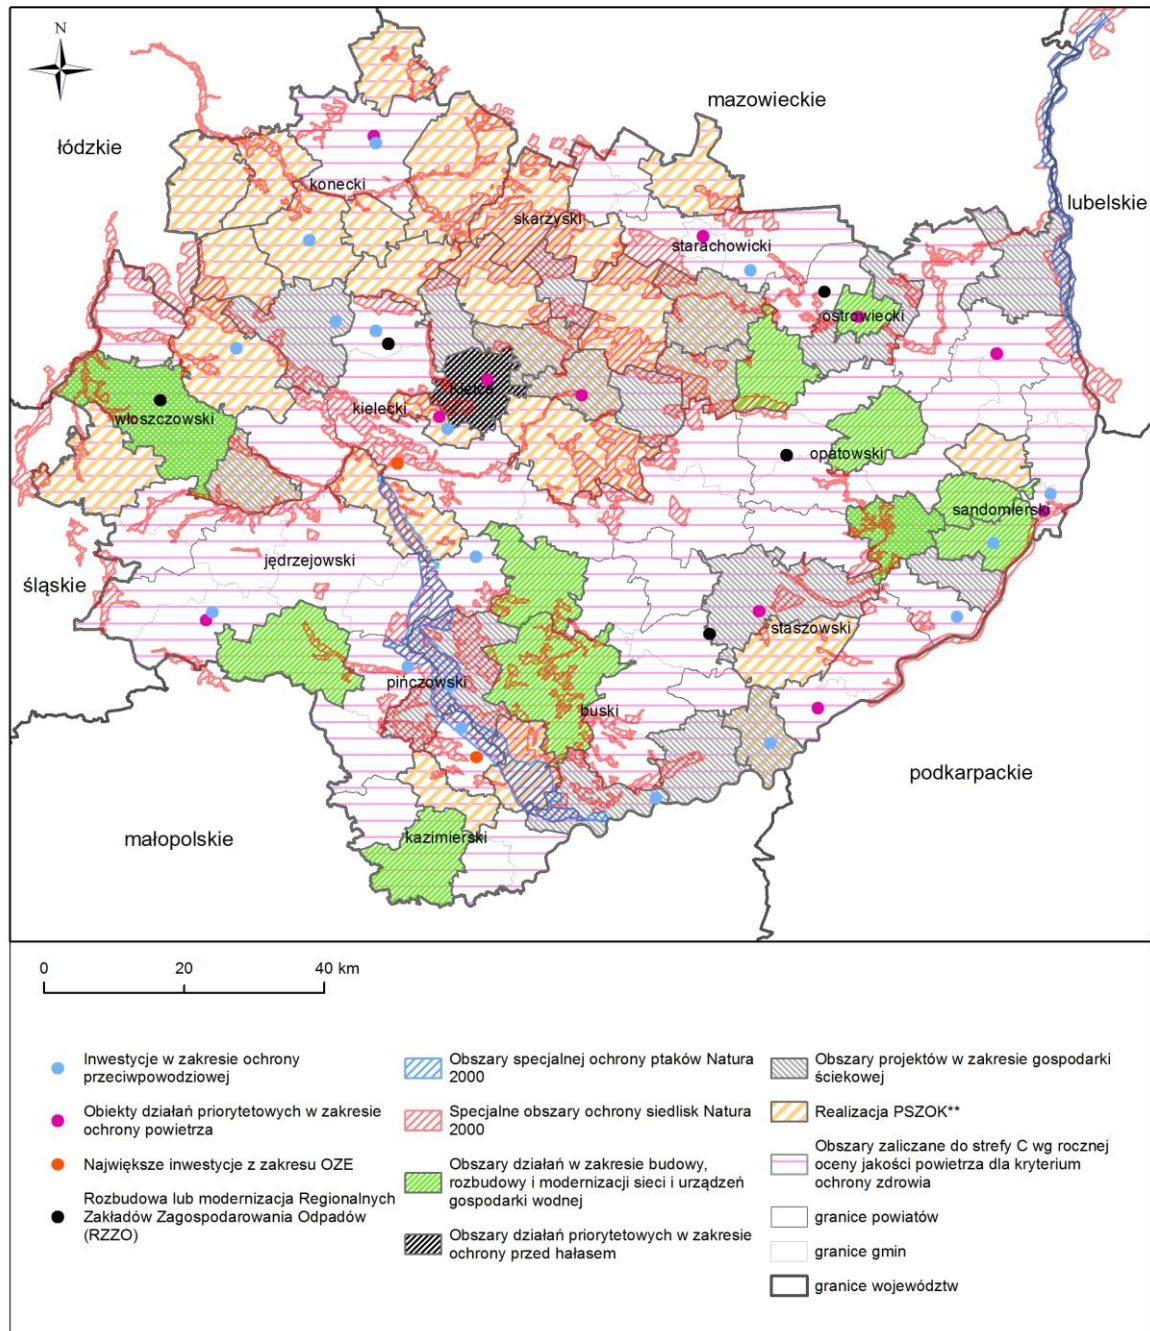 N
mazowieckie
łódzkie
lubelskie
konecki
skarżyski
starachowicki
ostrowiecki
kielce
kielecki
włoszczowski
opatowski
sandomierski
jędrzejowski
śląskie
staszowski
pińczowski
buski
podkarpackie
małopolskie
kazimierski
0 20 40 km
Inwestycje w zakresie ochrony
przeciwpowodziowej
Obiekty działań priorytetowych w zakresie
ochrony powietrza
Największe inwestycje z zakresu OZE
Rozbudowa lub modernizacja Regionalnych
Zakładów Zagospodarowania Odpadów
(RZZO)
Obszary specjalnej ochrony ptaków Natura
2000
Specjalne obszary ochrony siedlisk Natura
2000
Obszary działań w zakresie budowy,
rozbudowy i modernizacji sieci i urządzeń
gospodarki wodnej
Obszary działań priorytetowych w zakresie
ochrony przed hałasem
Obszary projektów w zakresie gospodarki
ściekowej
Realizacja PSZOK**
Obszary zaliczane do strefy C wg rocznej
oceny jakości powietrza dla kryterium
ochrony zdrowia
granice powiatów
granice gmin
granice województw